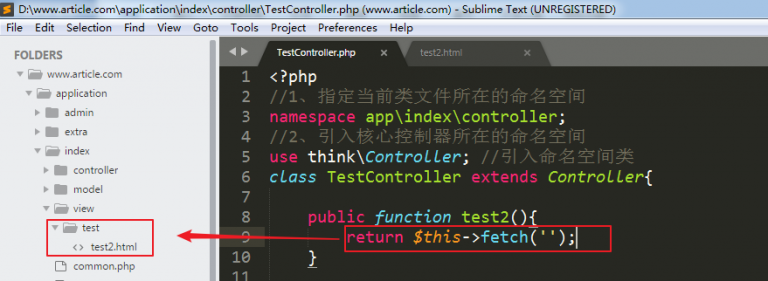 D:\www.article.com\application\index\controller\TestController.php (www.article.com) - Sublime Text (UNREGISTERED)
File Edit Selection Find View Goto Tools Project Preferences Help
FOLDERS
www.article.com
application
admin
extra
index
controller
model
view
test
<> test2.html
common.php
TestController.php × test2.html ×
1 <?php
2 //1、指定当前类文件所在的命名空间
3 namespace app\index\controller;
4 //2、引入核心控制器所在的命名空间
5 use think\Controller; //引入命名空间类
6 class TestController extends Controller{
7
8 public function test2(){
9 return $this->fetch('');
10 }
11